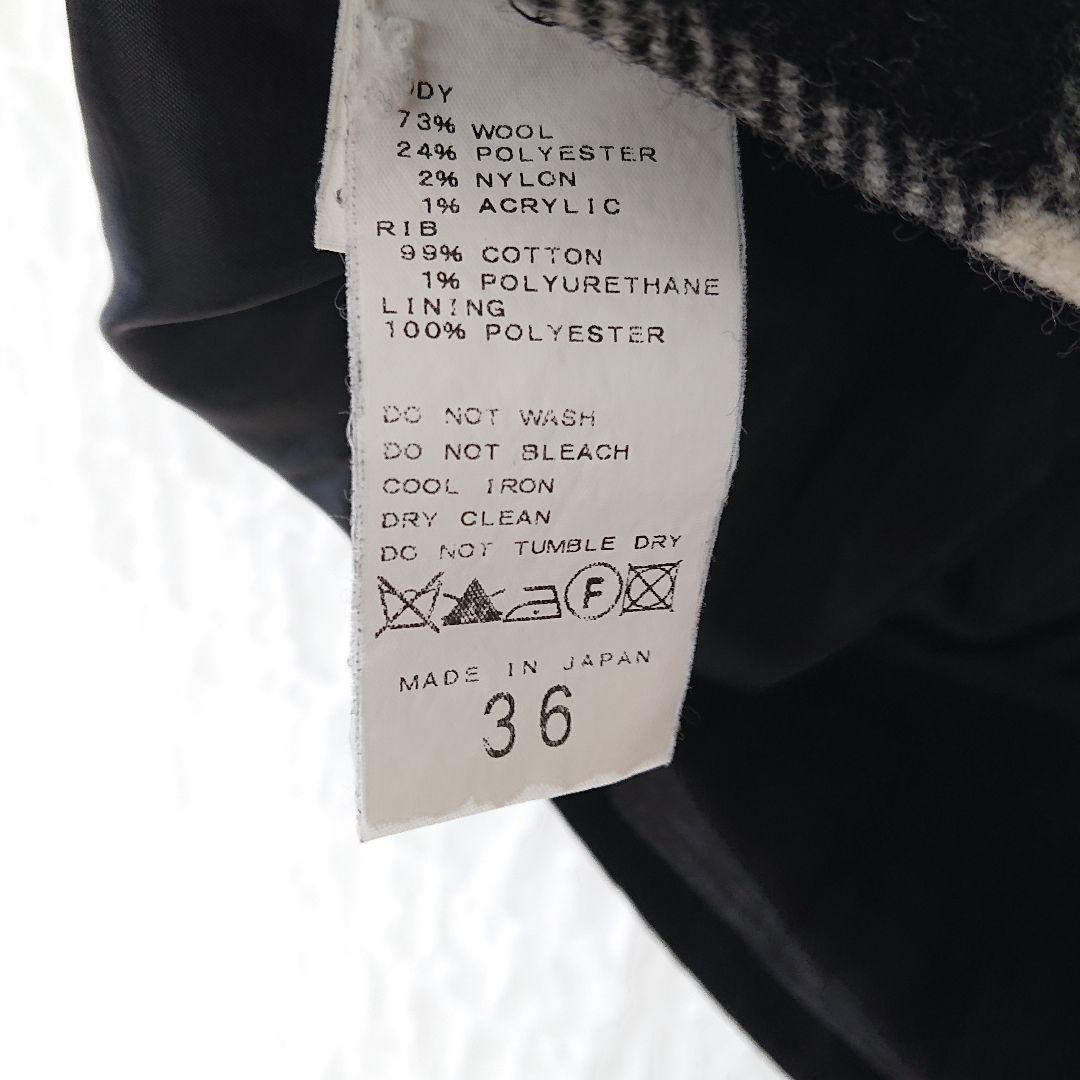 DY
73% WOOL
24% POLYESTER
2% NYLON
1% ACRYLIC
RIB
99% COTTON
1% POLYURETHANE
LINING
100% POLYESTER
DO NOT WASH
DO NOT BLEACH
COOL IRON
DRY CLEAN
DO NOT TUMBLE DRY
F
MADE IN JAPAN
36